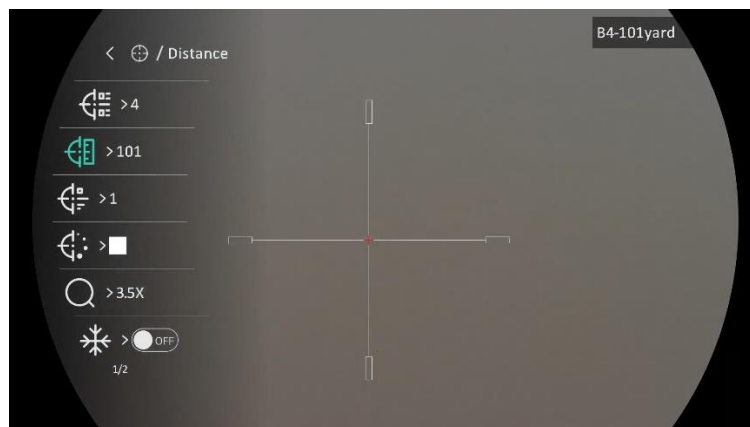 B4-101yard
< / Distance
>4
>101
>1
>
>3.5X
> OFF
1/2